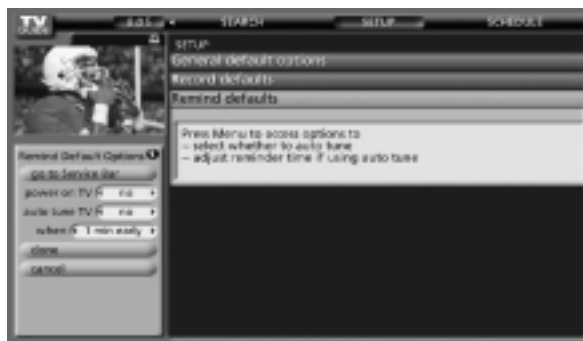 TV
GUIDE
SEARCH SETUP SCHEDULE
SETUP
General default options
Record defaults
Remind defaults
Press Menu to access options to
– select whether to auto tune
– adjust reminder time if using auto tune
Remind Default Options
go to Service Bar
power on TV no
auto tune TV no
when 1 min early
done
cancel